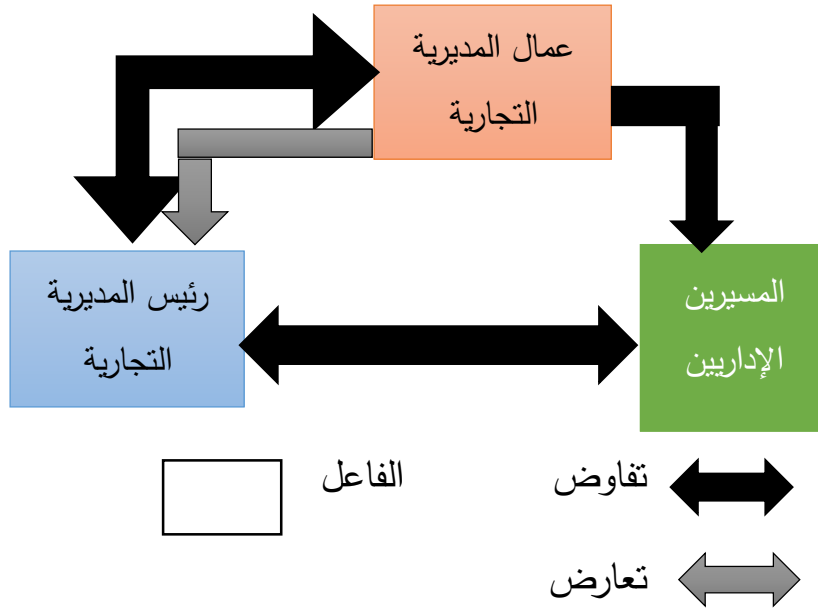 عمال المديرية
التجارية
رئيس المديرية
التجارية
المسيرين
الإداريين
الفاعل
تفاوض
تعارض